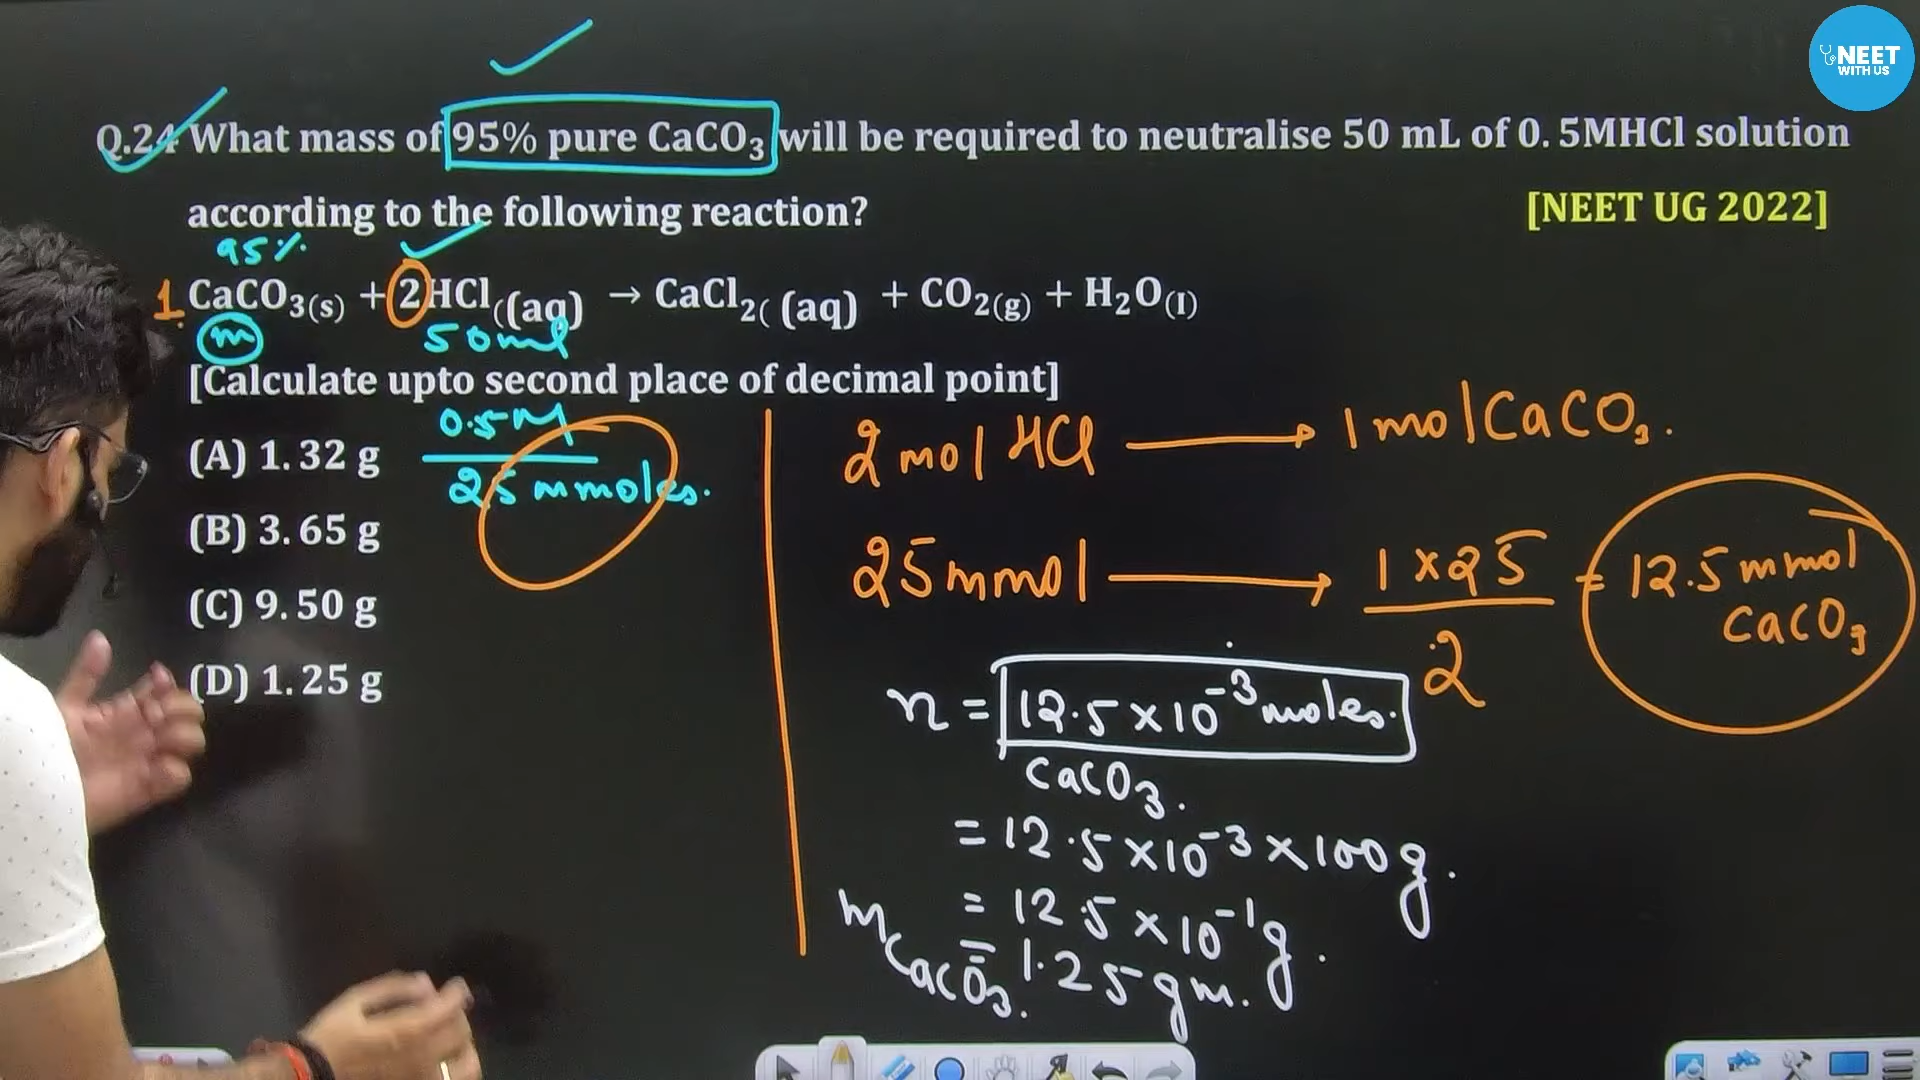 NEET
WITH US
Q.24 What mass of 95% pure CaCO₃ will be required to neutralise 50 mL of 0. 5MHCl solution
according to the following reaction?
[NEET UG 2022]
95%
1 CaCO₃(s) + 2HCl((aq) → CaCl₂( (aq) + CO₂(g) + H₂O(l)
m
50ml
[Calculate upto second place of decimal point]
0.5M
25 mmoles.
(A) 1. 32 g
(B) 3. 65 g
(C) 9. 50 g
(D) 1. 25 g
2 mol HCl → 1 mol CaCO₃.
25 mmol → 1 × 25 / 2 = 12.5 mmol CaCO₃
n = 12.5 × 10⁻³ moles.
CaCO₃.
= 12.5 × 10⁻³ × 100 g.
= 12.5 × 10⁻¹ g.
m CaCO₃. = 1.25 gm.